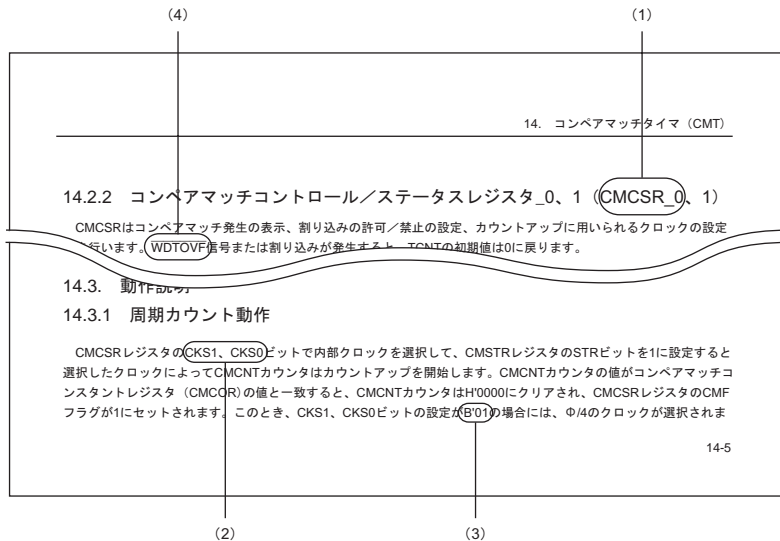 (4)
(1)
14. コンペアマッチタイマ (CMT)
14.2.2 コンペアマッチコントロール／ステータスレジスタ_0、1 (CMCSR_0、1)
CMCSRはコンペアマッチ発生の表示、割り込みの許可／禁止の設定、カウントアップに用いられるクロックの設定
行います。WDTOVF信号または割り込みが発生すると、TCNTの初期値は0に戻ります。
14.3. 動作説明
14.3.1 周期カウント動作
CMCSRレジスタのCKS1、CKS0ビットで内部クロックを選択して、CMSTRレジスタのSTRビットを1に設定すると
選択したクロックによってCMCNTカウンタはカウントアップを開始します。CMCNTカウンタの値がコンペアマッチコ
ンスタントレジスタ (CMCOR) の値と一致すると、CMCNTカウンタはH'0000にクリアされ、CMCSRレジスタのCMF
フラグが1にセットされます。このとき、CKS1、CKS0ビットの設定がB'01の場合には、Φ/4のクロックが選択されま
14-5
(2)
(3)